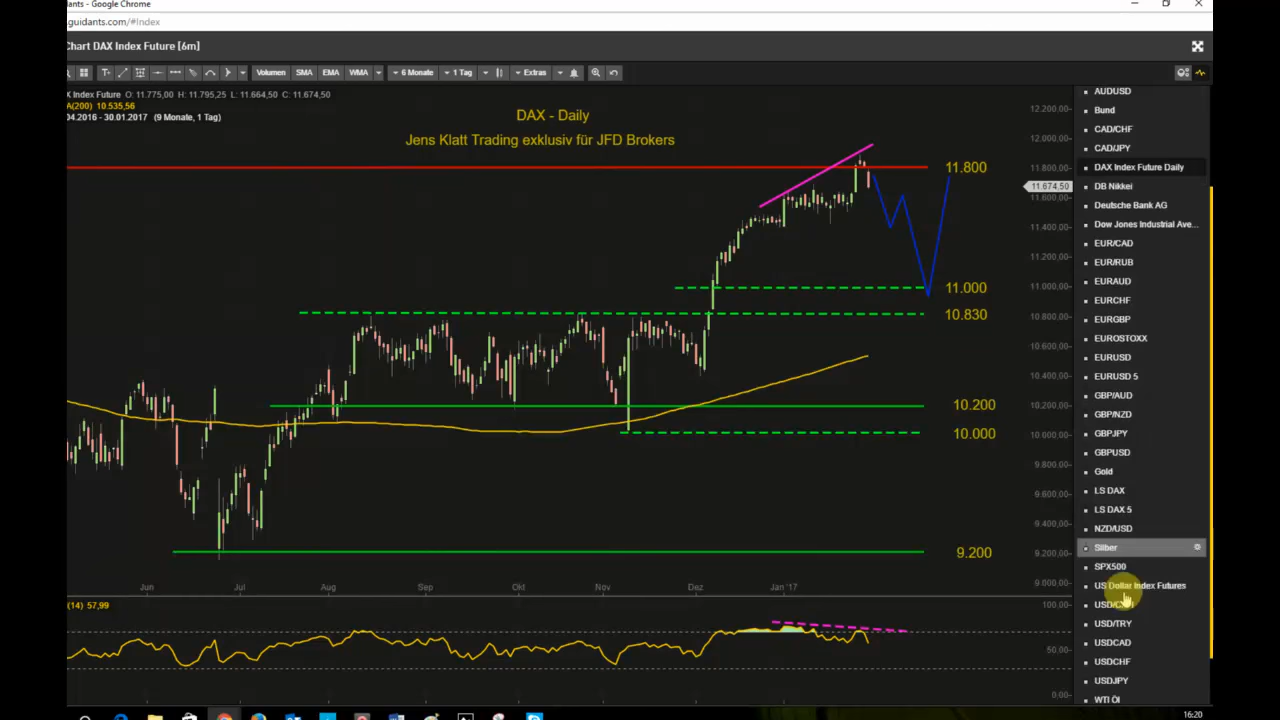 dants - Google Chrome
.guidants.com/#Index
Chart DAX Index Future [6m]
Volumen SMA EMA WMA 6 Monate 1 Tag Extras
X Index Future O: 11.775,00 H: 11.795,25 L: 11.664,50 C: 11.674,50
A(200) 10.535,56
.04.2016 - 30.01.2017 (9 Monate, 1 Tag)
DAX - Daily
Jens Klatt Trading exklusiv für JFD Brokers
11.800
11.000
10.830
10.200
10.000
9.200
12.200,00
12.000,00
11.800,00
11.674,50
11.600,00
11.400,00
11.200,00
11.000,00
10.800,00
10.600,00
10.400,00
10.200,00
10.000,00
9.800,00
9.600,00
9.400,00
9.200,00
9.000,00
Jun Jul Aug Sep Okt Nov Dez Jan '17
(14) 57,99
100,00
50,00
0,00
AUDUSD
Bund
CAD/CHF
CAD/JPY
DAX Index Future Daily
DB Nikkei
Deutsche Bank AG
Dow Jones Industrial Ave...
EUR/CAD
EUR/RUB
EURAUD
EURCHF
EURGBP
EUROSTOXX
EURUSD
EURUSD 5
GBP/AUD
GBP/NZD
GBPJPY
GBPUSD
Gold
LS DAX
LS DAX 5
NZD/USD
Silber
SPX500
US Dollar Index Futures
USD/TRY
USDCAD
USDCHF
USDJPY
WTI Öl
16:20